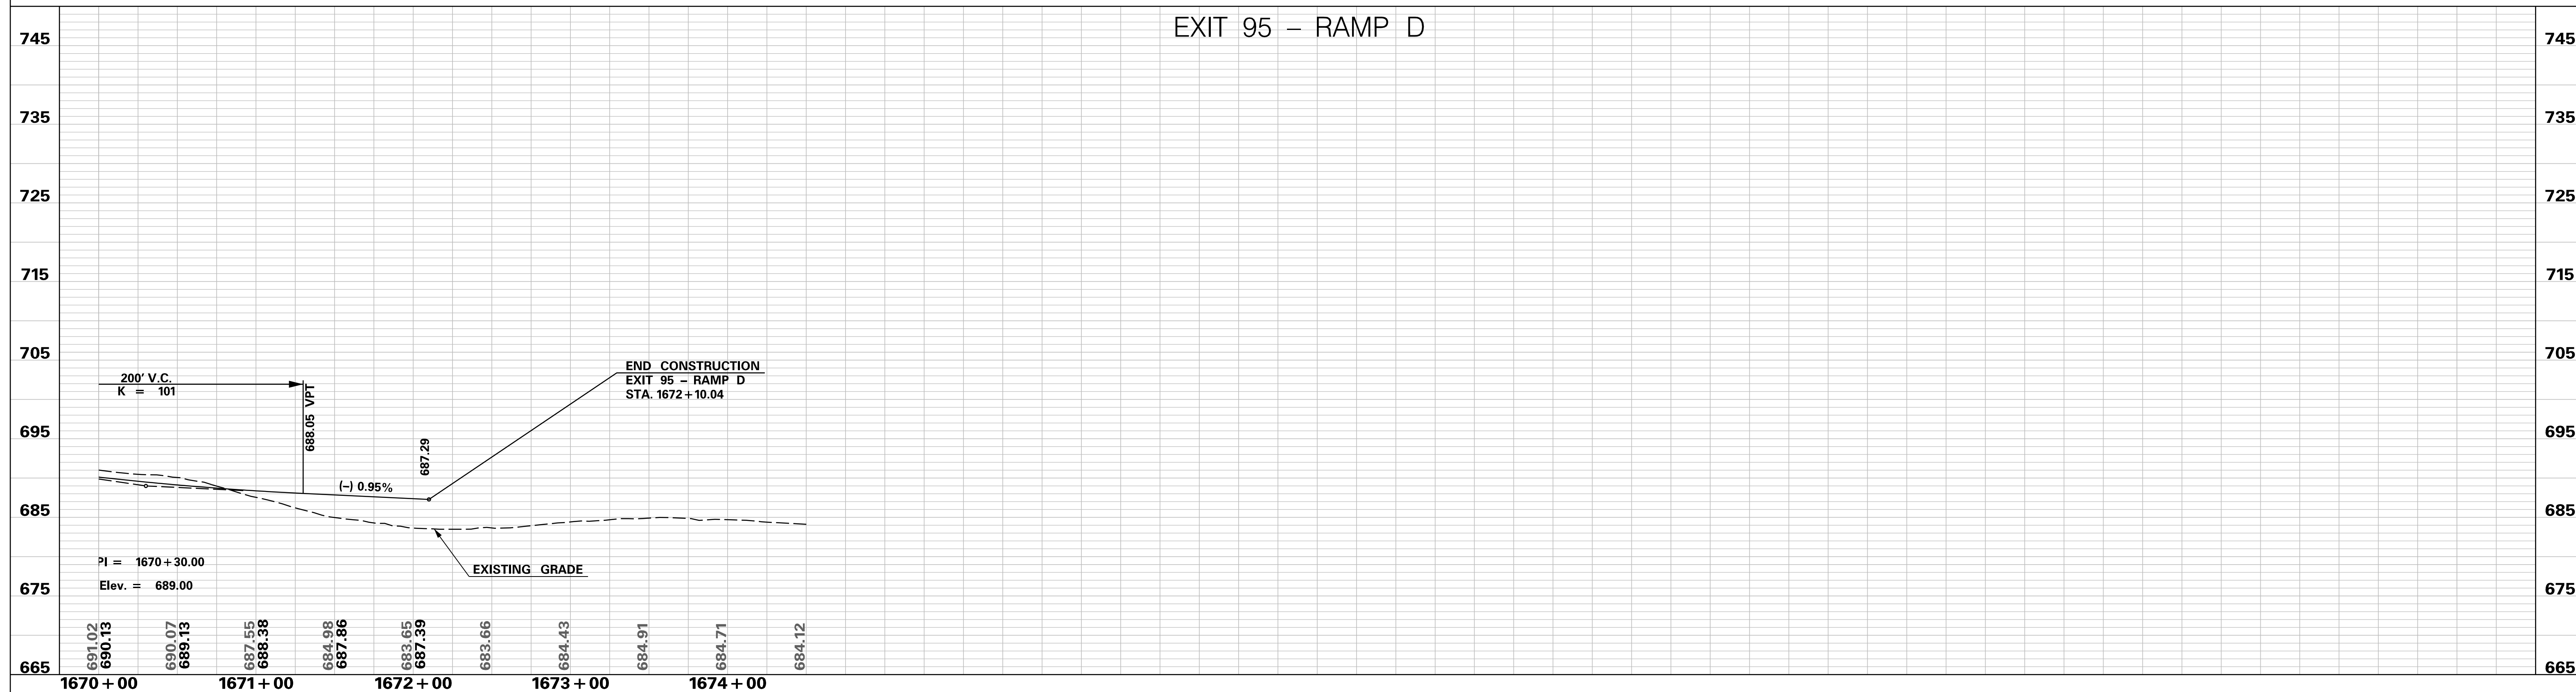 EXIT 95 – RAMP D
745 745
735 735
725 725
715 715
705 705
695 695
685 685
675 675
665 665
200' V.C.
K = 101
688.05 VPT
(–) 0.95%
687.29
END CONSTRUCTION
EXIT 95 – RAMP D
STA. 1672+10.04
EXISTING GRADE
PI = 1670+30.00
Elev. = 689.00
691.02 690.13 690.07 689.13 687.55 688.38 684.98 687.86 683.65 687.39 683.66 684.43 684.91 684.71 684.12
1670+00 1671+00 1672+00 1673+00 1674+00